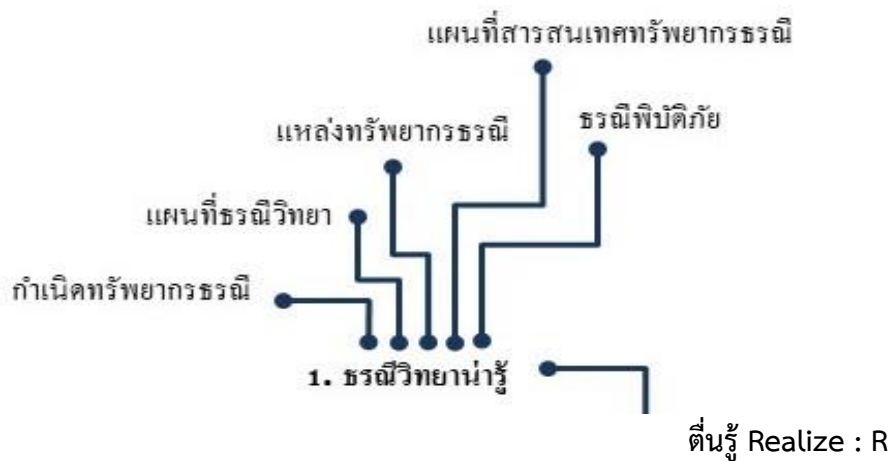 แผนที่สารสนเทศทรัพยากรธรณี
ธรณีพิบัติภัย
แหล่งทรัพยากรธรณี
แผนที่ธรณีวิทยา
กำเนิดทรัพยากรธรณี
1. ธรณีวิทยาน่ารู้
ตื่นรู้ Realize : R